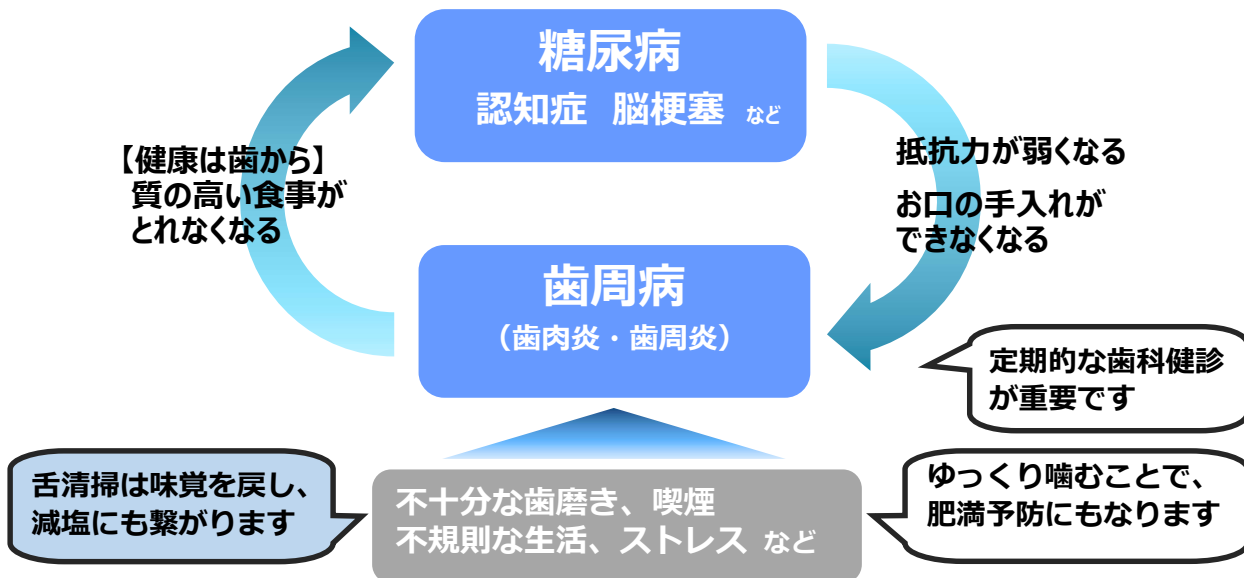 糖尿病
認知症 脳梗塞 など
【健康は歯から】
質の高い食事が
とれなくなる
抵抗力が弱くなる
お口の手入れが
できなくなる
歯周病
（歯肉炎・歯周炎）
定期的な歯科健診
が重要です
舌清掃は味覚を戻し、
減塩にも繋がります
不十分な歯磨き、喫煙
不規則な生活、ストレス など
ゆっくり噛むことで、
肥満予防にもなります